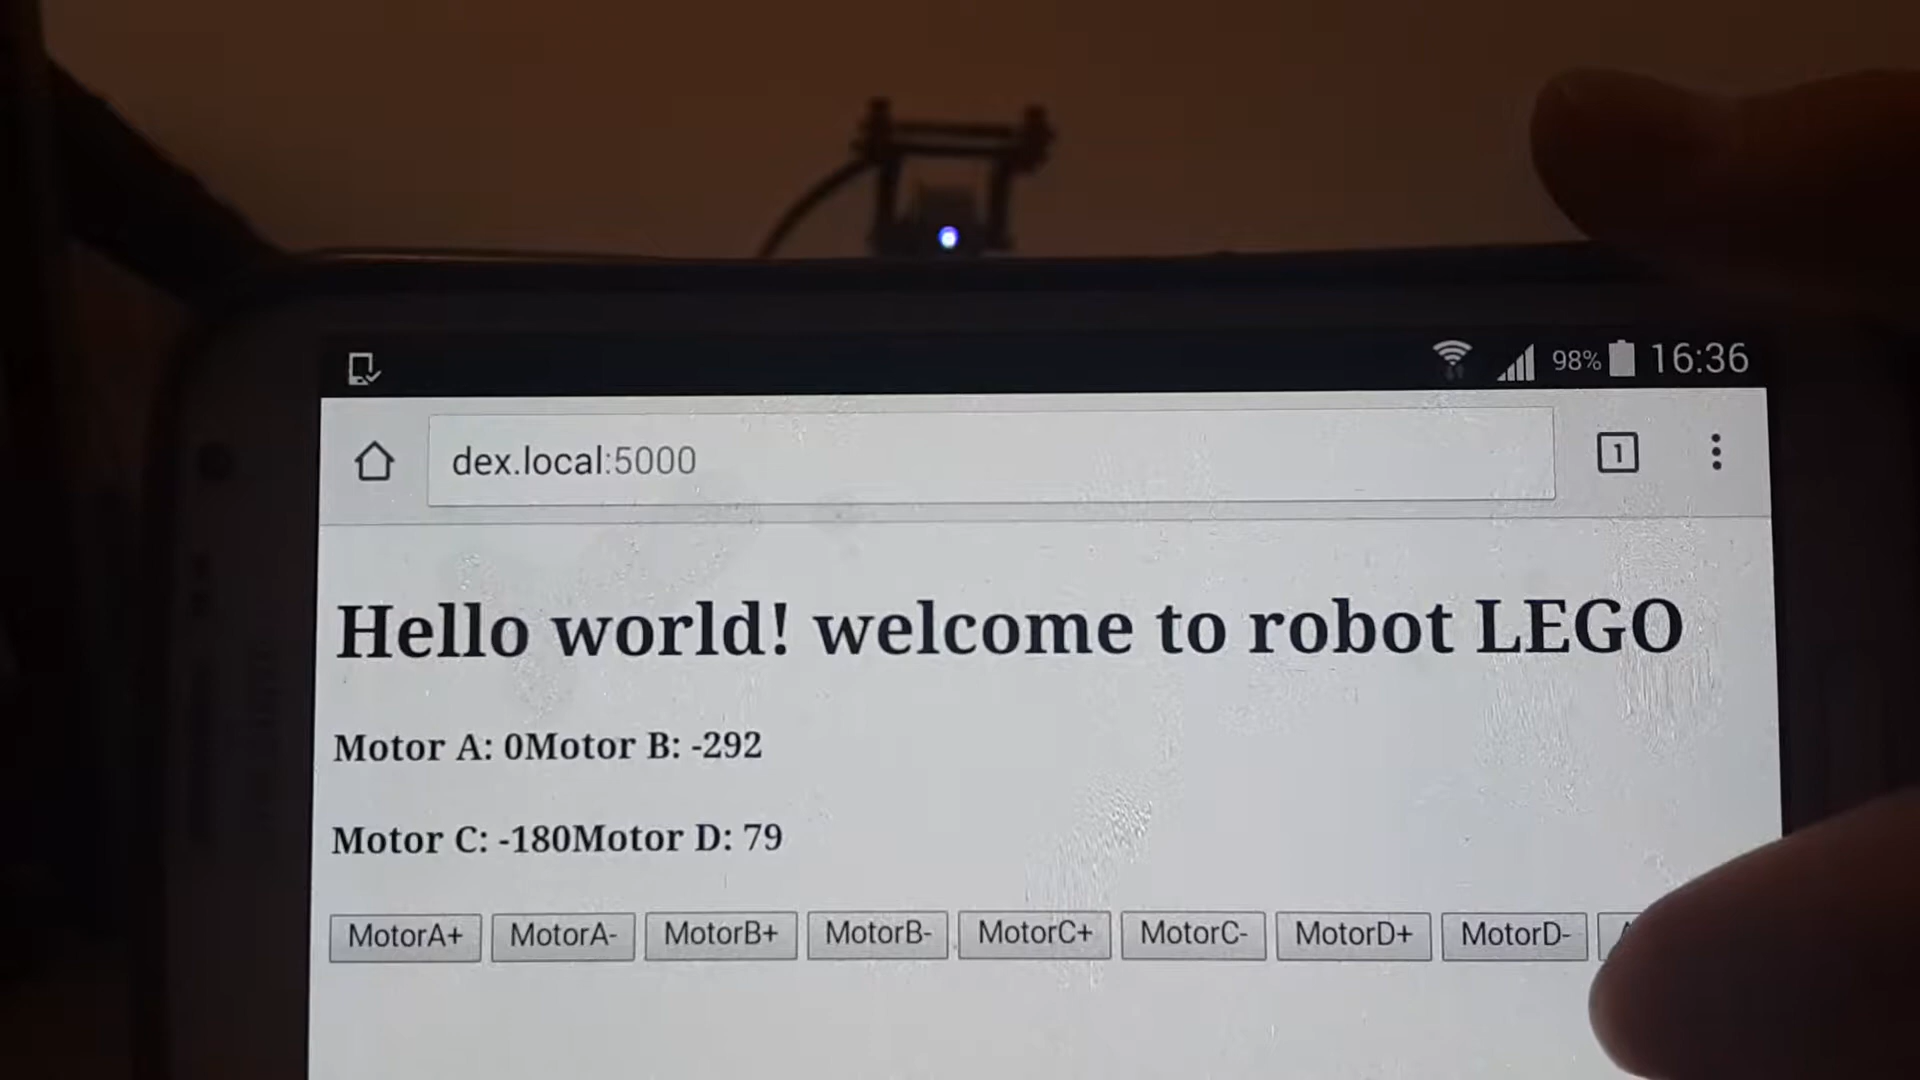 98% 16:36
dex.local:5000 1
Hello world! welcome to robot LEGO
Motor A: 0Motor B: -292
Motor C: -180Motor D: 79
MotorA+ MotorA- MotorB+ MotorB- MotorC+ MotorC- MotorD+ MotorD-